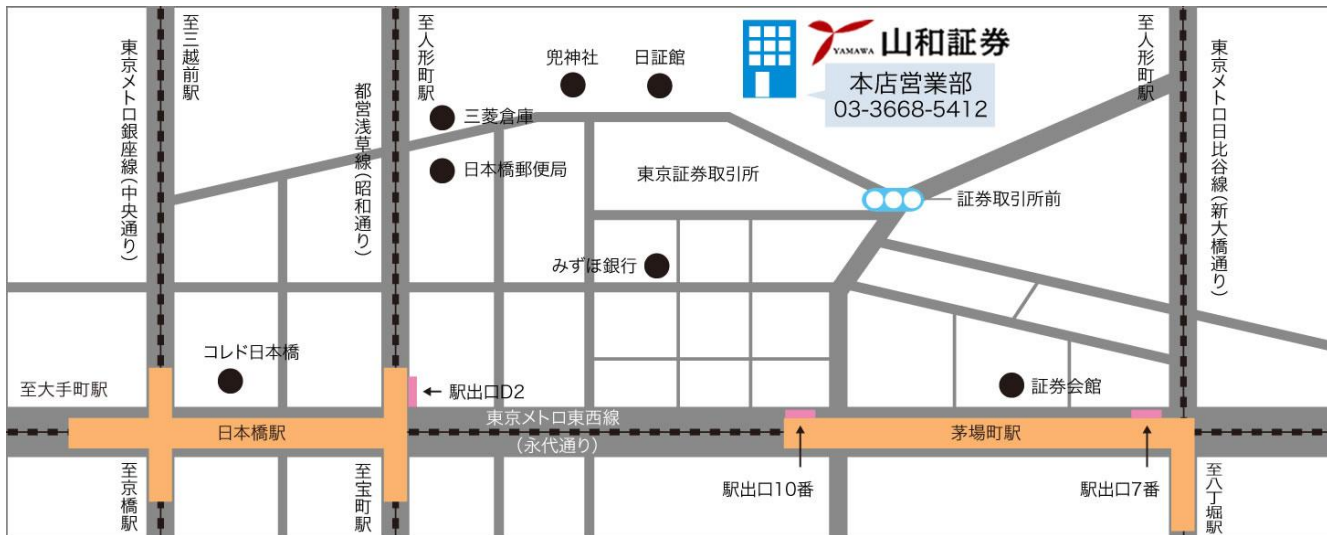 東京メトロ銀座線(中央通り)
至三越前駅
都営浅草線(昭和通り)
至人形町駅
兜神社
日証館
YAMAWA 山和証券
本店営業部
03-3668-5412
至人形町駅
東京メトロ日比谷線(新大橋通り)
三菱倉庫
日本橋郵便局
東京証券取引所
証券取引所前
みずほ銀行
コレド日本橋
至大手町駅
駅出口D2
証券会館
東京メトロ東西線
(永代通り)
日本橋駅
茅場町駅
至京橋駅
至宝町駅
駅出口10番
駅出口7番
至八丁堀駅